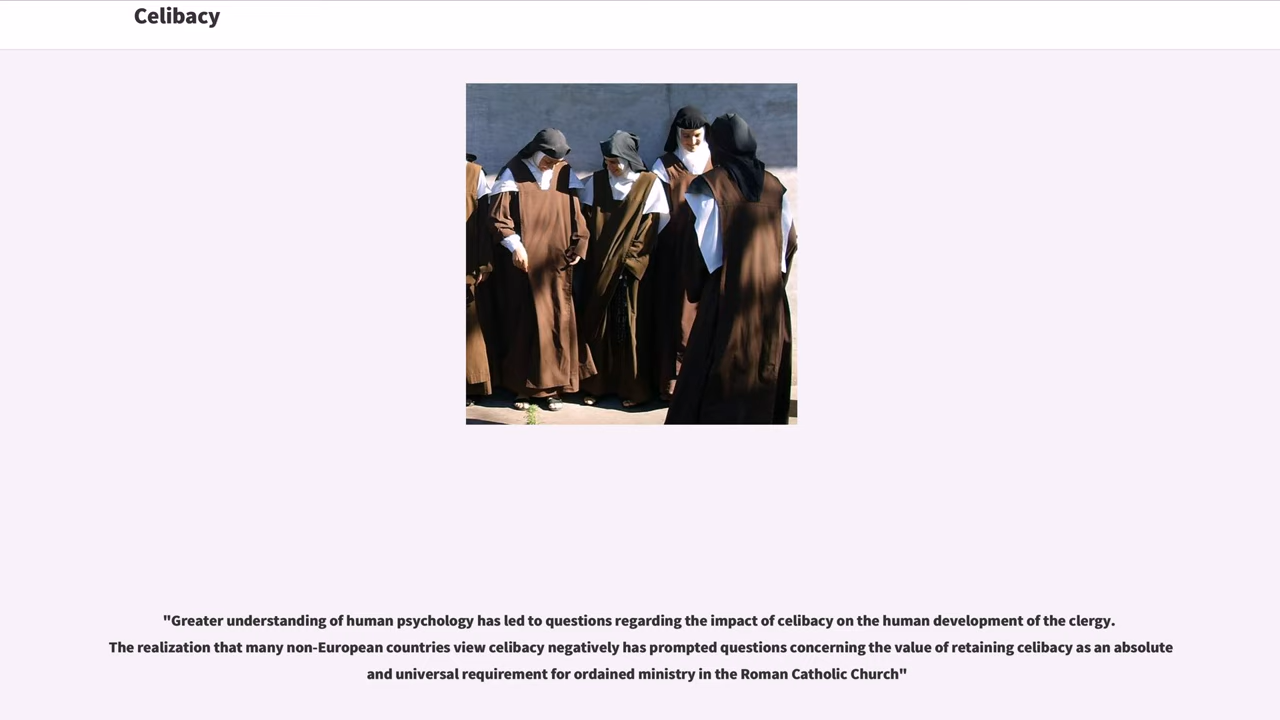 Celibacy
"Greater understanding of human psychology has led to questions regarding the impact of celibacy on the human development of the clergy.
The realization that many non-European countries view celibacy negatively has prompted questions concerning the value of retaining celibacy as an absolute
and universal requirement for ordained ministry in the Roman Catholic Church"